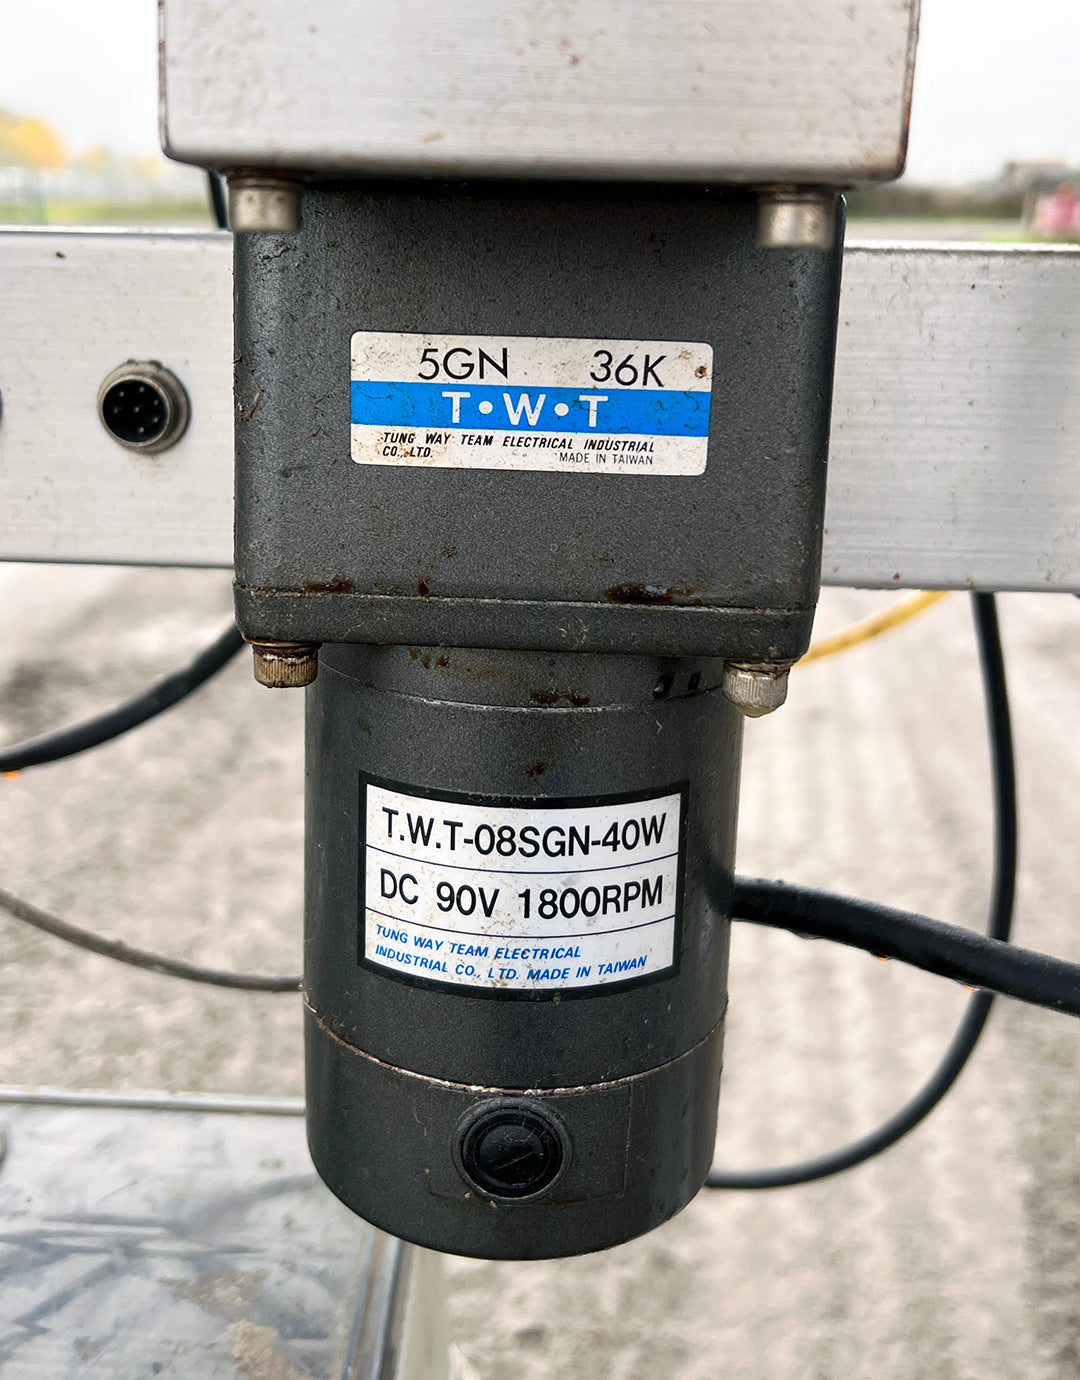 5GN 36K
T•W•T
TUNG WAY TEAM ELECTRICAL INDUSTRIAL
CO.,LTD. MADE IN TAIWAN
T.W.T-08SGN-40W
DC 90V 1800RPM
TUNG WAY TEAM ELECTRICAL
INDUSTRIAL CO., LTD. MADE IN TAIWAN